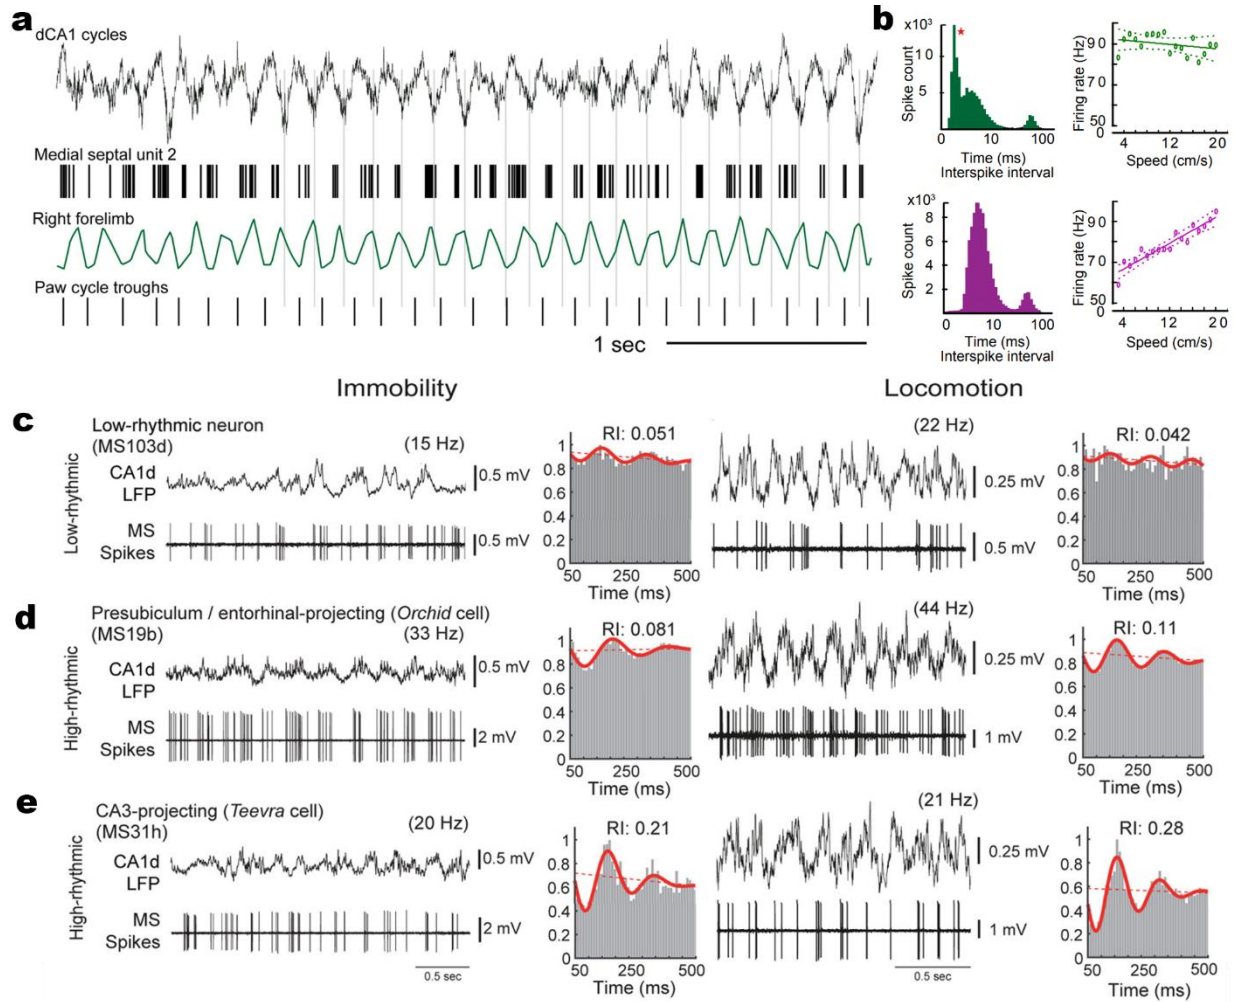 a
dCA1 cycles
Medial septal unit 2
Right forelimb
Paw cycle troughs
1 sec
b
x10³
10
5
Spike count
0 10 100
Time (ms)
Interspike interval
90
70
50
0
Firing rate (Hz)
4 12 20
Speed (cm/s)
x10³
8
6
4
2
Spike count
0 10 100
Time (ms)
Interspike interval
90
70
50
0
Firing rate (Hz)
4 12 20
Speed (cm/s)
Immobility
Locomotion
c
Low-rhythmic
Low-rhythmic neuron
(MS103d)
(15 Hz)
CA1d
LFP
0.5 mV
MS
Spikes
0.5 mV
RI: 0.051
1
0.8
0.6
0.4
0.2
0
50 250 500
Time (ms)
(22 Hz)
0.25 mV
0.5 mV
RI: 0.042
1
0.8
0.6
0.4
0.2
0
50 250 500
Time (ms)
d
High-rhythmic
Presubiculum / entorhinal-projecting (Orchid cell)
(MS19b)
(33 Hz)
CA1d
LFP
0.5 mV
MS
Spikes
2 mV
RI: 0.081
1
0.8
0.6
0.4
0.2
0
50 250 500
Time (ms)
(44 Hz)
0.25 mV
1 mV
RI: 0.11
1
0.8
0.6
0.4
0.2
0
50 250 500
Time (ms)
e
High-rhythmic
CA3-projecting (Teevra cell)
(MS31h)
(20 Hz)
CA1d
LFP
0.5 mV
MS
Spikes
2 mV
0.5 sec
RI: 0.21
1
0.8
0.6
0.4
0.2
0
50 250 500
Time (ms)
(21 Hz)
0.25 mV
1 mV
0.5 sec
RI: 0.28
1
0.8
0.6
0.4
0.2
0
50 250 500
Time (ms)